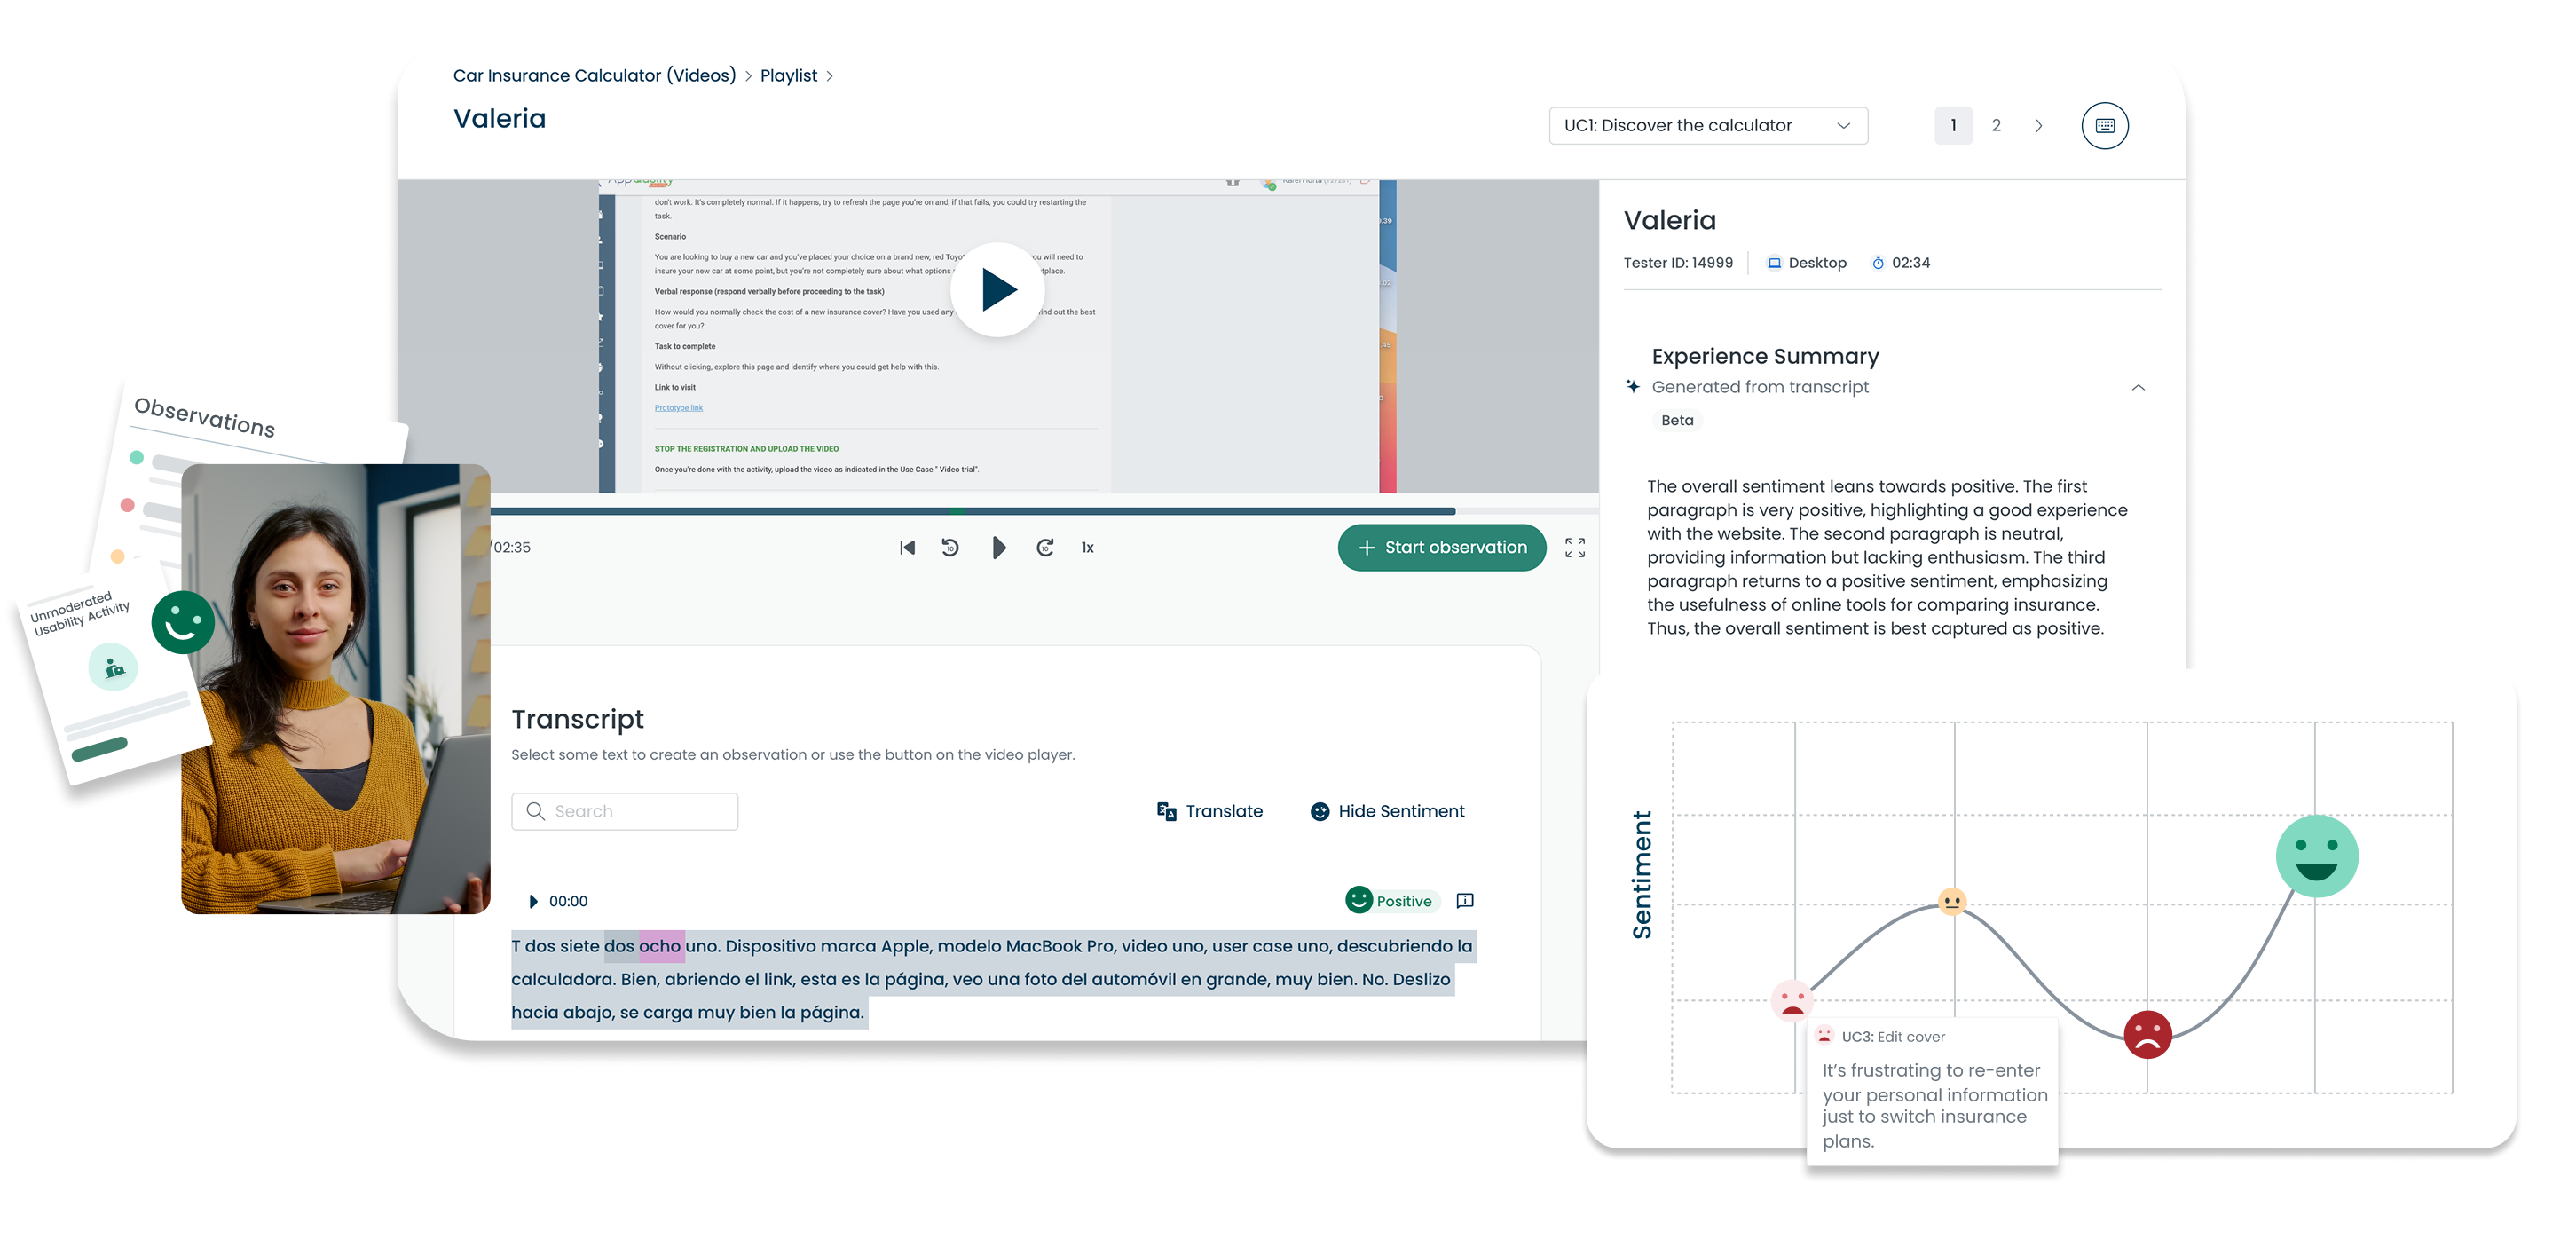 Car Insurance Calculator (Videos) > Playlist >
Valeria
UC1: Discover the calculator
1 2 >
don't work. It's completely normal. If it happens, try to refresh the page you're on and, if that fails, you could try restarting the
task.
Scenario
You are looking to buy a new car and you've placed your choice on a brand new, red
you will need to
insure your new car at some point, but you're not completely sure about what options
Verbal response (respond verbally before proceeding to the task)
How would you normally check the cost of a new insurance cover? Have you used any
find out the best
cover for you?
Task to complete
Without clicking, explore this page and identify where you could get help with this.
Link to visit
Prototype link
STOP THE REGISTRATION AND UPLOAD THE VIDEO
Once you're done with the activity, upload the video as indicated in the Use Case " Video trial".
/02:35
10
10
1x
+ Start observation
Valeria
Tester ID: 14999
Desktop
02:34
Experience Summary
Generated from transcript
Beta
The overall sentiment leans towards positive. The first
paragraph is very positive, highlighting a good experience
with the website. The second paragraph is neutral,
providing information but lacking enthusiasm. The third
paragraph returns to a positive sentiment, emphasizing
the usefulness of online tools for comparing insurance.
Thus, the overall sentiment is best captured as positive.
Observations
Unmoderated
Usability Activity
Transcript
Select some text to create an observation or use the button on the video player.
Search
Translate
Hide Sentiment
00:00
Positive
T dos siete dos ocho uno. Dispositivo marca Apple, modelo MacBook Pro, video uno, user case uno, descubriendo la
calculadora. Bien, abriendo el link, esta es la página, veo una foto del automóvil en grande, muy bien. No. Deslizo
hacia abajo, se carga muy bien la página.
Sentiment
UC3: Edit cover
It's frustrating to re-enter
your personal information
just to switch insurance
plans.